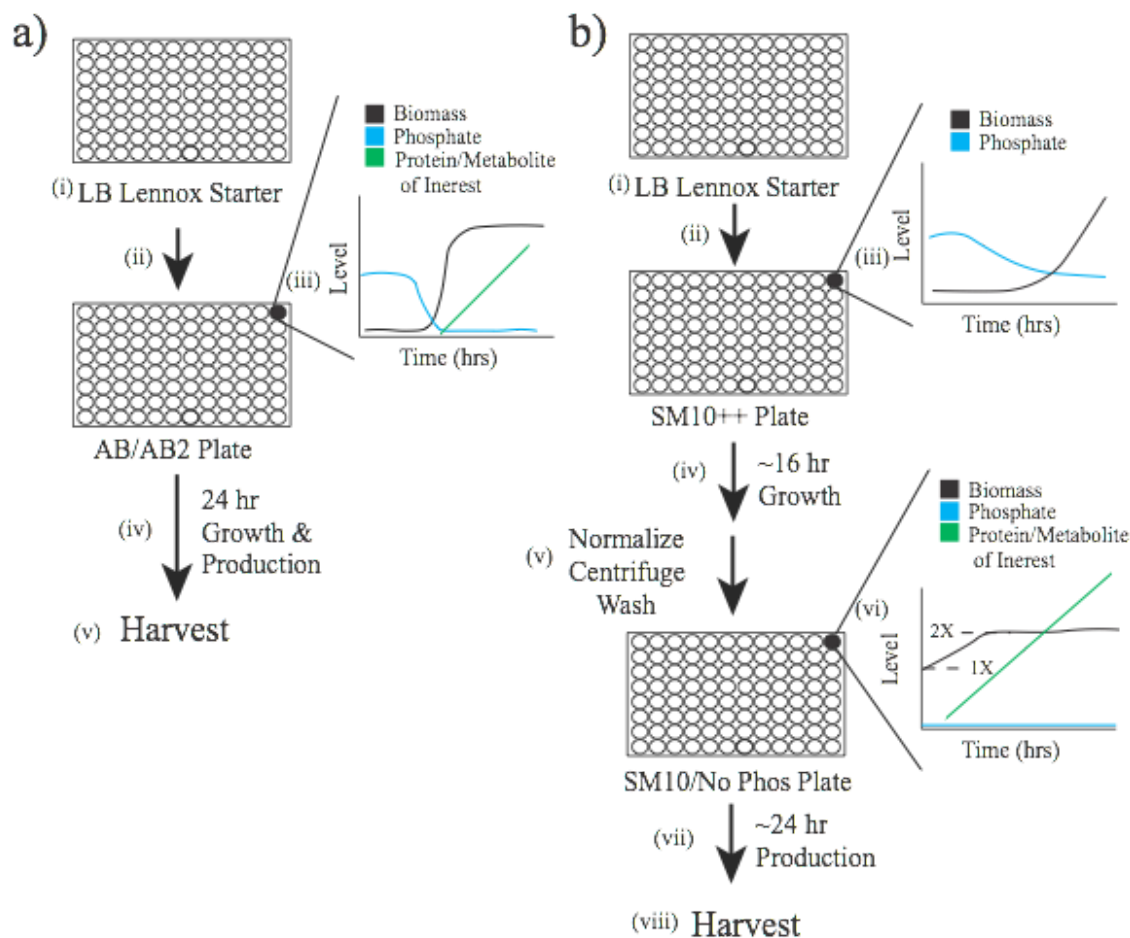 a)
Biomass
Phosphate
Protein/Metabolite
of Inerest
(i) LB Lennox Starter
(ii)
(iii)
Level
Time (hrs)
AB/AB2 Plate
(iv)
24 hr
Growth &
Production
(v) Harvest
b)
Biomass
Phosphate
(i) LB Lennox Starter
(ii)
(iii)
Level
Time (hrs)
SM10++ Plate
(iv)
~16 hr
Growth
(v)
Normalize
Centrifuge
Wash
Biomass
Phosphate
Protein/Metabolite
of Inerest
(vi)
Level
2X
1X
Time (hrs)
SM10/No Phos Plate
(vii)
~24 hr
Production
(viii) Harvest